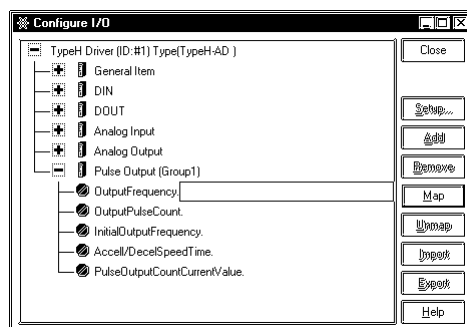 Configure I/O
TypeH Driver (ID:#1) Type(TypeH-AD )
General Item
DIN
DOUT
Analog Input
Analog Output
Pulse Output (Group1)
OutputFrequency.
OutputPulseCount.
InitialOutputFrequency.
Accell/DecelSpeedTime.
PulseOutputCountCurrentValue.
Close
Setup...
Add
Remove
Map
Unmap
Import
Export
Help